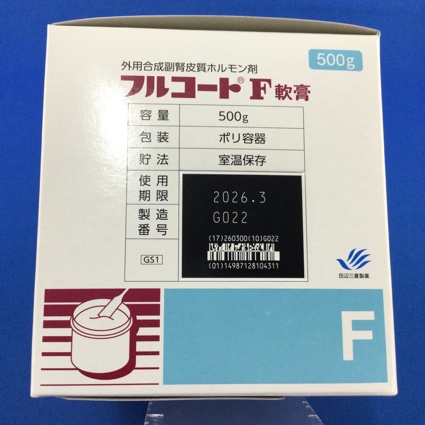 外用合成副腎皮質ホルモン剤
500g
フルコート® F 軟膏
容量 500g
包装 ポリ容器
貯法 室温保存
使用期限 2026.3
製造番号 G022
(17)260300(10)G022
GS1
(01)14987128104311
田辺三菱製薬
F